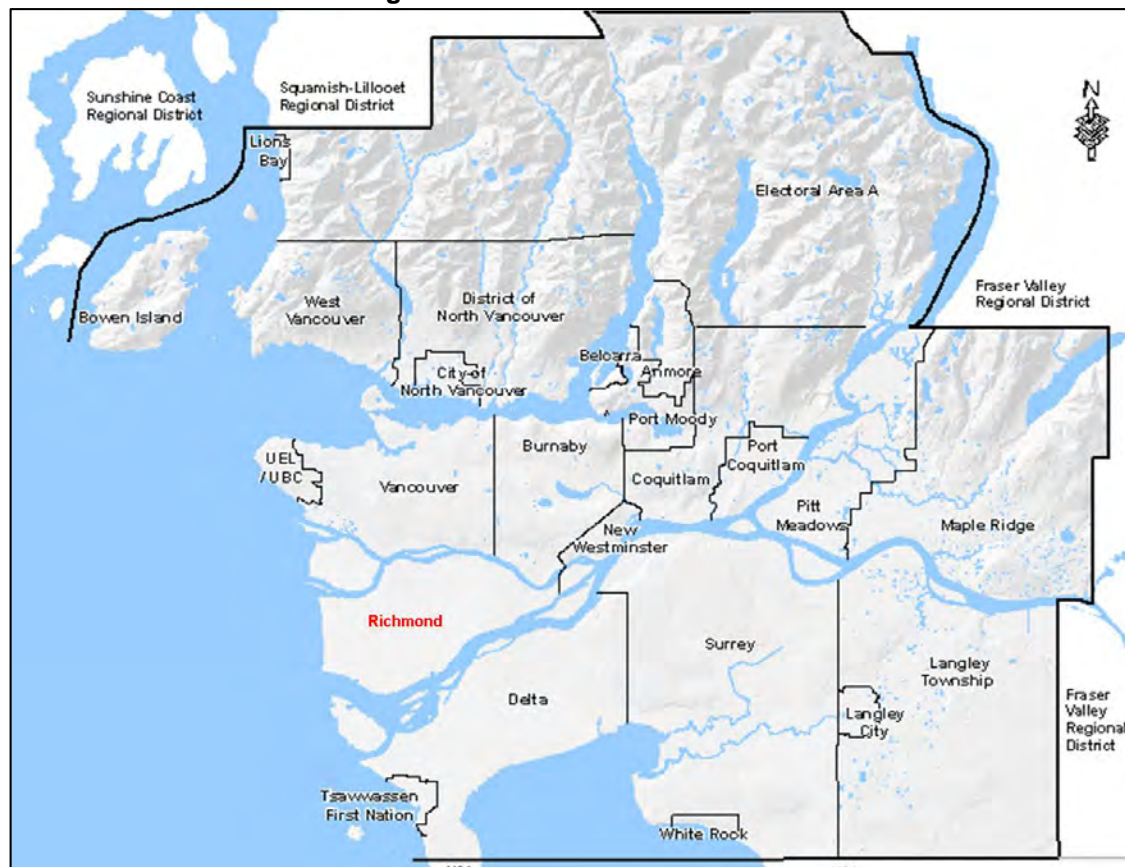 Sunshine Coast
Regional District
Squamish-Lillooet
Regional District
N
Lions
Bay
Electoral Area A
Fraser Valley
Regional District
Bowen Island
West
Vancouver
District of
North Vancouver
Belcarra
Anmore
City of
North Vancouver
Port Moody
UEL
/UBC
Vancouver
Burnaby
Coquitlam
Port
Coquitlam
Pitt
Meadows
Maple Ridge
New
Westminster
Richmond
Surrey
Delta
Langley
Township
Langley
City
Fraser
Valley
Regional
District
Tsawwassen
First Nation
White Rock